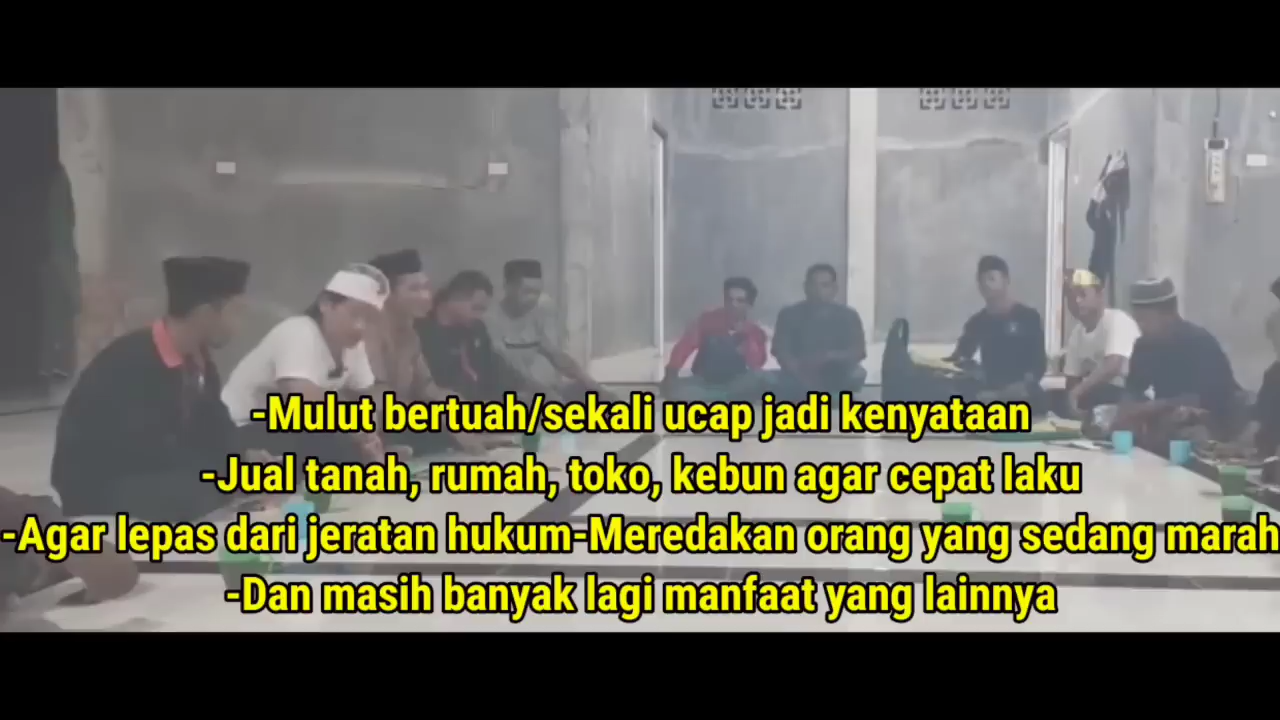 -Mulut bertuah/sekali ucap jadi kenyataan
-Jual tanah, rumah, toko, kebun agar cepat laku
-Agar lepas dari jeratan hukum-Meredakan orang yang sedang marah
-Dan masih banyak lagi manfaat yang lainnya